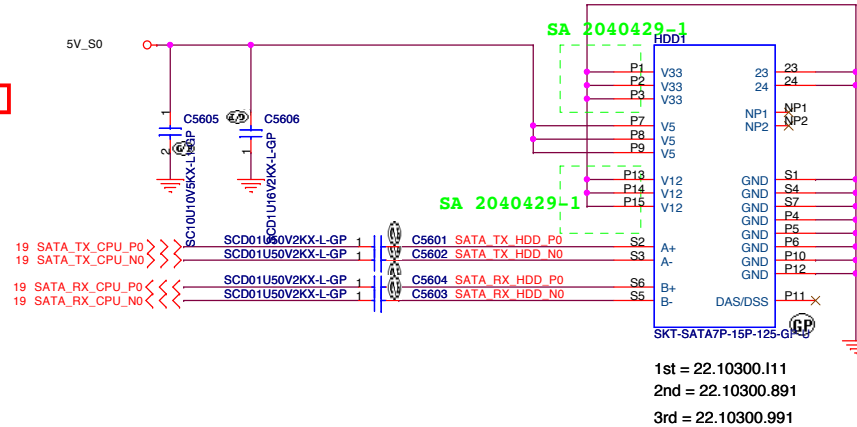 SA 2040429-1
5V_S0
HDD1
P1 V33 23 23
P2 V33 24 24
P3 V33
NP1 NP1
NP2 NP2
P7 V5
P8 V5
P9 V5
1 C5605
2
SC10U10V5KX-L1-GP
C5606
1
SCD1U16V2KX-L-GP
P13 V12 GND S1
P14 V12 GND S4
P15 V12 GND S7
SA 2040429-1
GND P4
GND P5
GND P6
GND P10
GND P12
19 SATA_TX_CPU_P0 SCD01U50V2KX-L-GP 1 C5601 SATA_TX_HDD_P0 S2 A+
19 SATA_TX_CPU_N0 SCD01U50V2KX-L-GP 1 C5602 SATA_TX_HDD_N0 S3 A-
19 SATA_RX_CPU_P0 SCD01U50V2KX-L-GP 1 C5604 SATA_RX_HDD_P0 S6 B+
19 SATA_RX_CPU_N0 SCD01U50V2KX-L-GP 1 C5603 SATA_RX_HDD_N0 S5 B-
DAS/DSS P11
GP
SKT-SATA7P-15P-125-GP-U
1st = 22.10300.I11
2nd = 22.10300.891
3rd = 22.10300.991